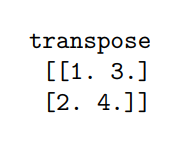 transpose
[[1. 3.]
[2. 4.]]